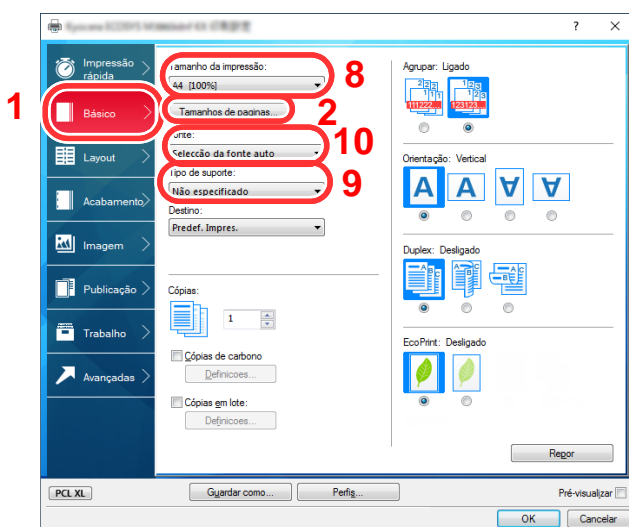 ? ×
Impressão
rápida
Básico
Layout
Acabamento
Imagem
Publicação
Trabalho
Avançadas
1
Tamanho da impressão:
A4 [100%]
8
Tamanhos de paginas...
2
Fonte:
Selecção da fonte auto
10
Tipo de suporte:
Não especificado
9
Destino:
Predef. Impres.
Cópias:
1
Cópias de carbono
Definicoes...
Cópias em lote:
Definicoes...
Agrupar: Ligado
111222... 123123...
Orientação: Vertical
A A A A
Duplex: Desligado
A B C A B C A B C
EcoPrint: Desligado
Repor
PCL XL
Guardar como...
Perfis...
Pré-visualizar
OK
Cancelar